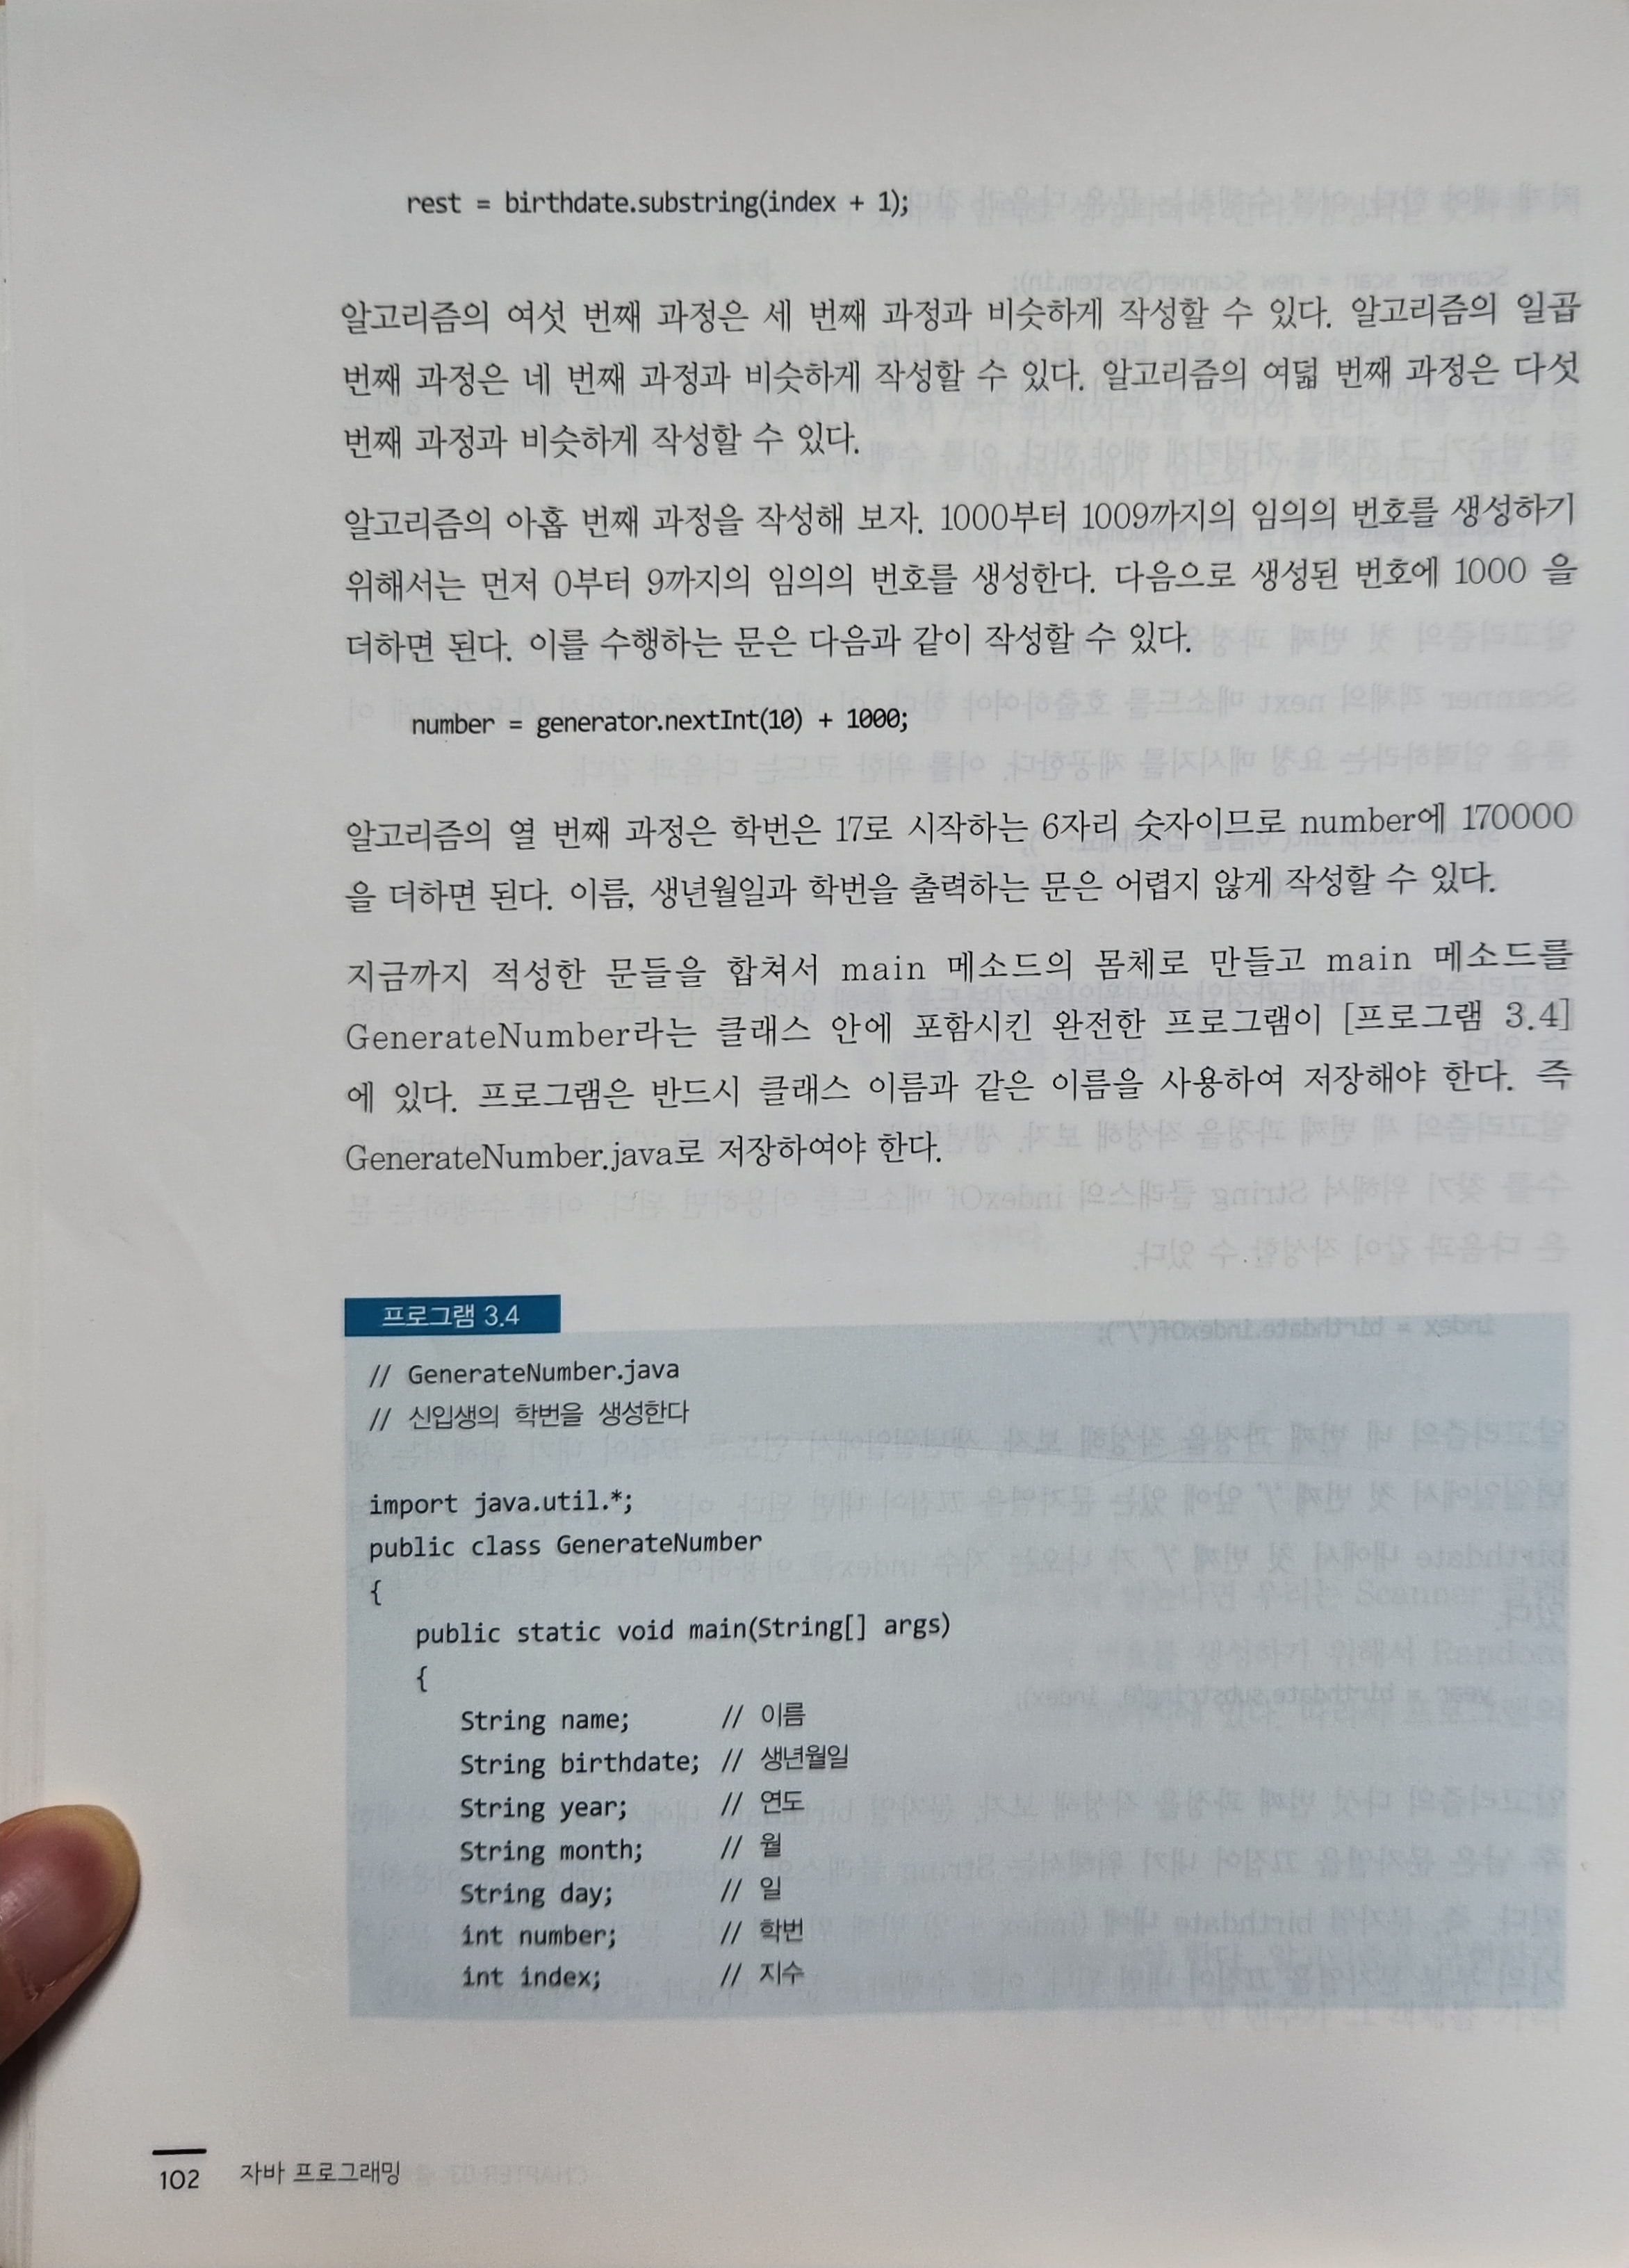 rest = birthdate.substring(index + 1);
알고리즘의 여섯 번째 과정은 세 번째 과정과 비슷하게 작성할 수 있다. 알고리즘의 일곱
번째 과정은 네 번째 과정과 비슷하게 작성할 수 있다. 알고리즘의 여덟 번째 과정은 다섯
번째 과정과 비슷하게 작성할 수 있다.
알고리즘의 아홉 번째 과정을 작성해 보자. 1000부터 1009까지의 임의의 번호를 생성하기
위해서는 먼저 0부터 9까지의 임의의 번호를 생성한다. 다음으로 생성된 번호에 1000 을
더하면 된다. 이를 수행하는 문은 다음과 같이 작성할 수 있다.
number = generator.nextInt(10) + 1000;
알고리즘의 열 번째 과정은 학번은 17로 시작하는 6자리 숫자이므로 number에 170000
을 더하면 된다. 이름, 생년월일과 학번을 출력하는 문은 어렵지 않게 작성할 수 있다.
지금까지 적성한 문들을 합쳐서 main 메소드의 몸체로 만들고 main 메소드를
GenerateNumber라는 클래스 안에 포함시킨 완전한 프로그램이 [프로그램 3.4]
에 있다. 프로그램은 반드시 클래스 이름과 같은 이름을 사용하여 저장해야 한다. 즉
GenerateNumber.java로 저장하여야 한다.
프로그램 3.4
// GenerateNumber.java
// 신입생의 학번을 생성한다
import java.util.*;
public class GenerateNumber
{
public static void main(String[] args)
{
String name; // 이름
String birthdate; // 생년월일
String year; // 연도
String month; // 월
String day; // 일
int number; // 학번
int index; // 지수
102 자바 프로그래밍